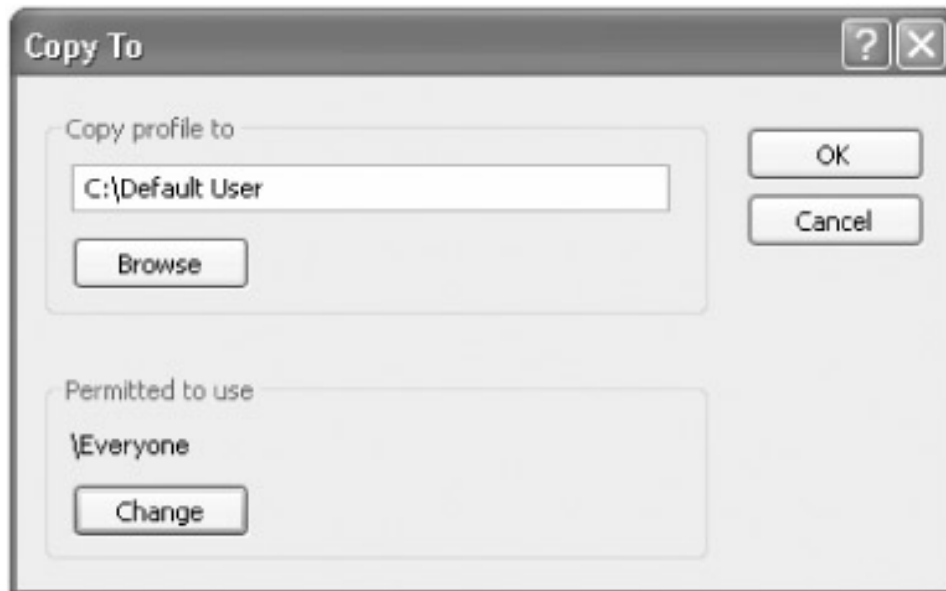 Copy To
Copy profile to
C:\Default User
Browse
OK
Cancel
Permitted to use
\Everyone
Change